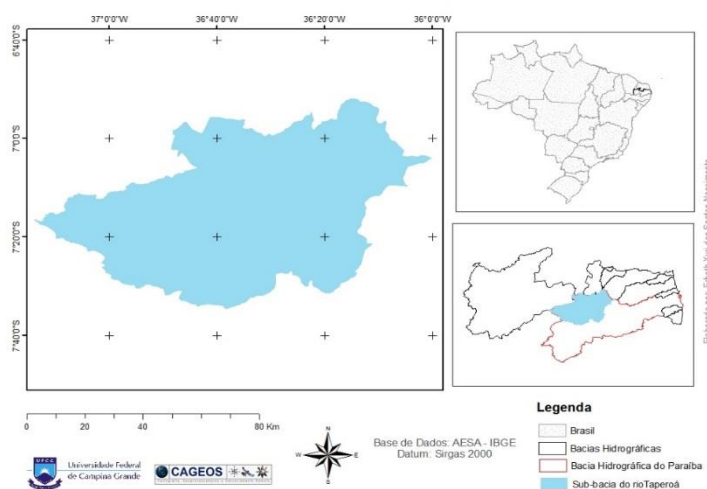 37°0'0"W
36°40'0"W
36°20'0"W
36°0'0"W
6°40'0"S
7°0'0"S
7°20'0"S
7°40'0"S
0 10 20 40 60 80 Km
N
W E
S
Base de Dados: AESA - IBGE
Datum: Sirgas 2000
Universidade Federal
de Campina Grande
UFCG
CAGEOS
Legenda
Brasil
Bacias Hidrográficas
Bacia Hidrográfica do Paraíba
Sub-bacia do rioTaperoá